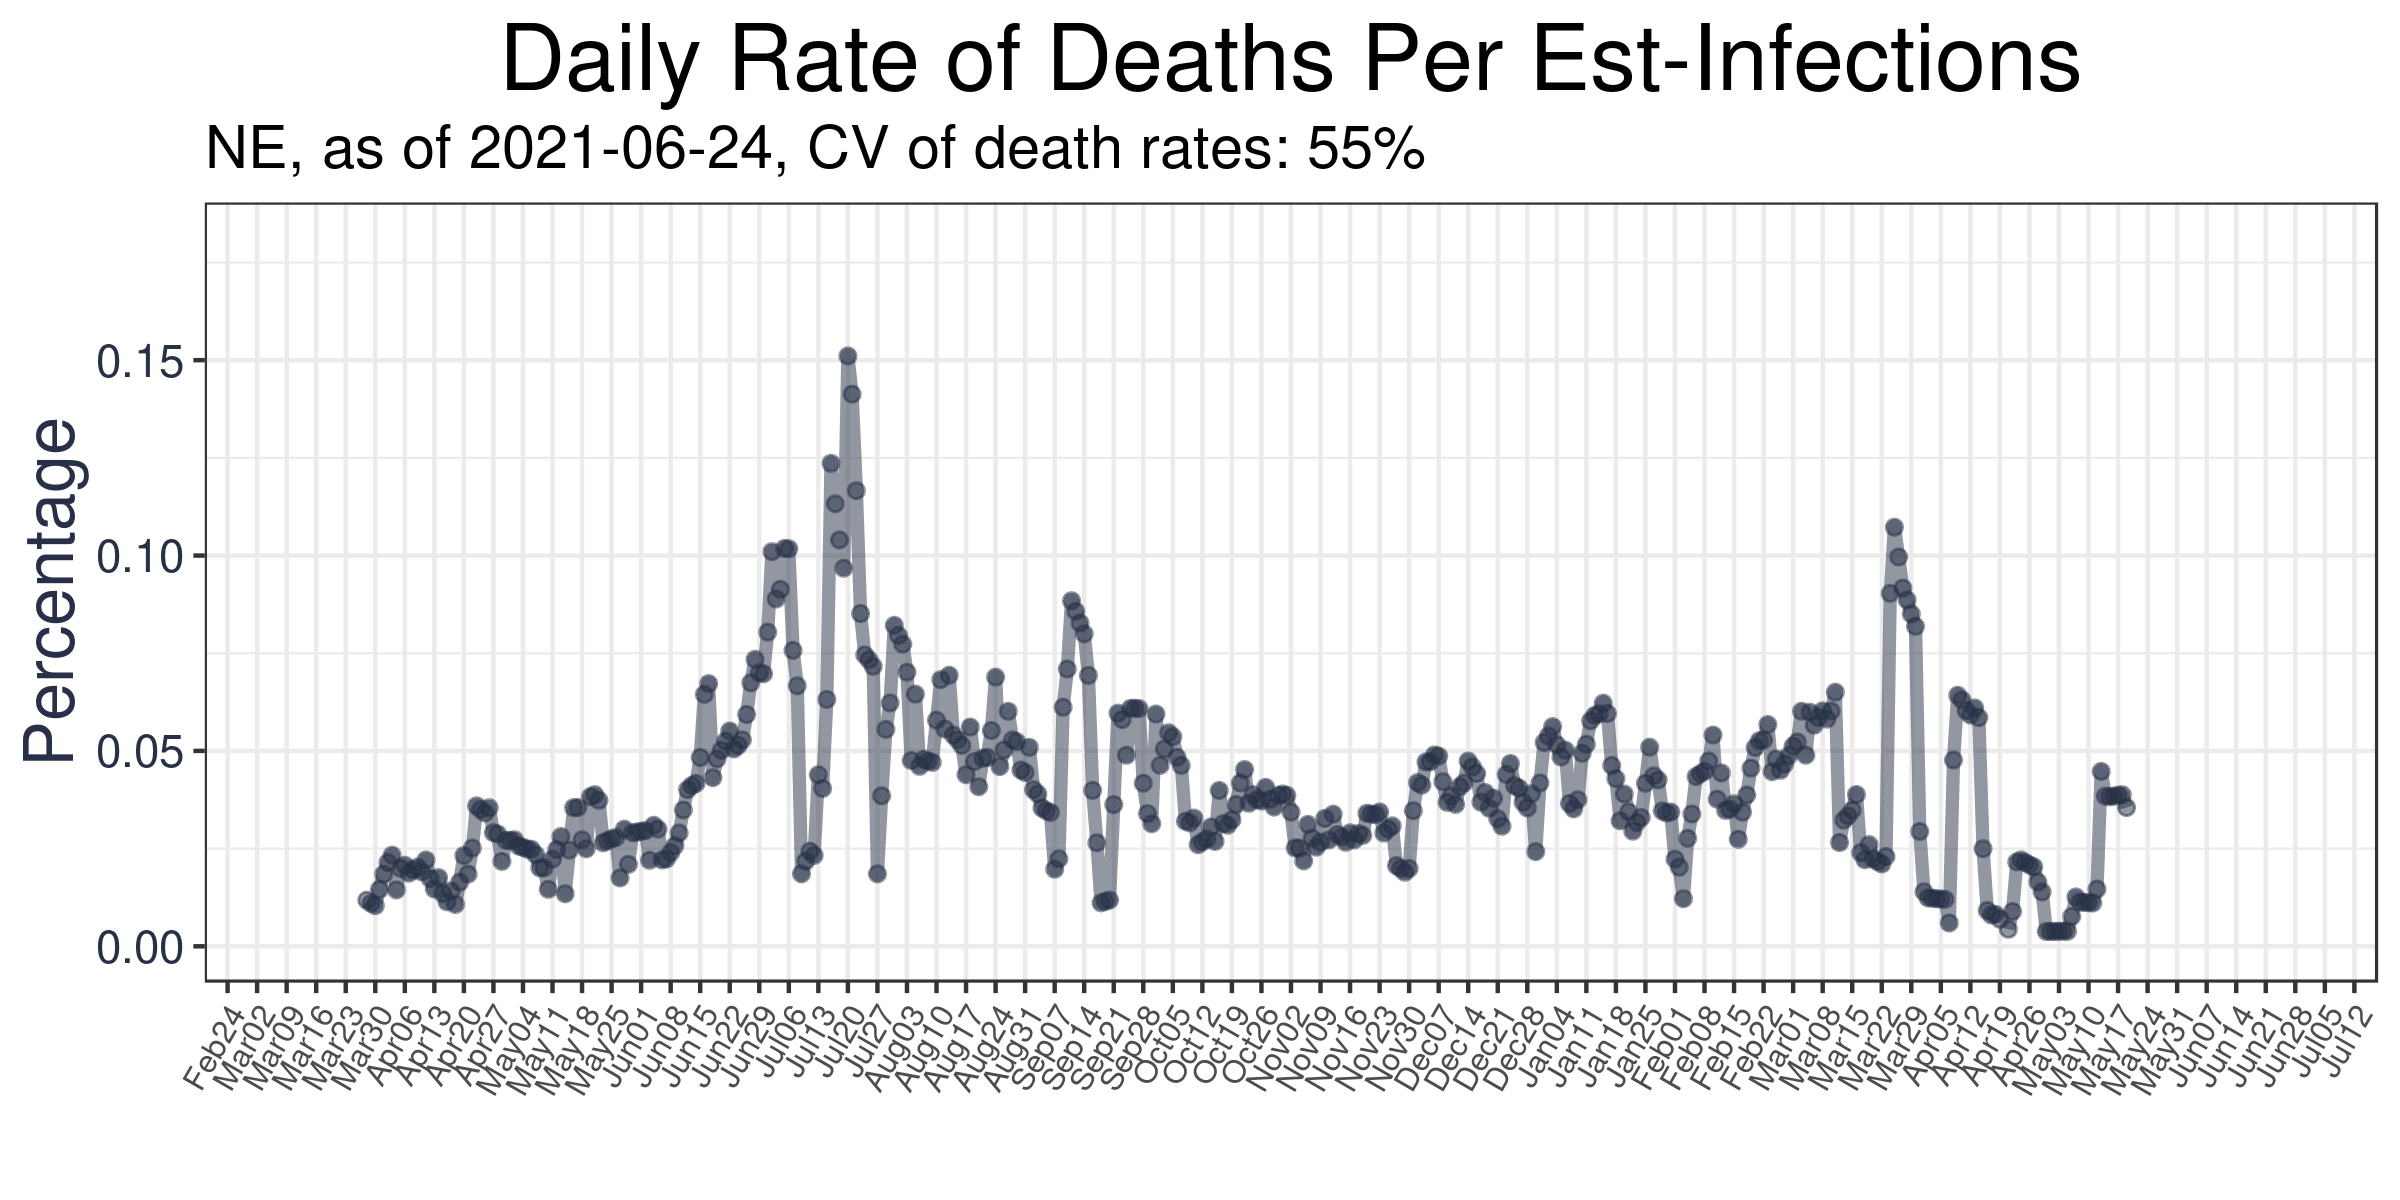 Daily Rate of Deaths Per Est-Infections
NE, as of 2021-06-24, CV of death rates: 55%
Percentage
0.15
0.10
0.05
0.00
Feb24
Mar02
Mar09
Mar16
Mar23
Mar30
Apr06
Apr13
Apr20
Apr27
May04
May11
May18
May25
Jun01
Jun08
Jun15
Jun22
Jun29
Jul06
Jul13
Jul20
Jul27
Aug03
Aug10
Aug17
Aug24
Aug31
Sep07
Sep14
Sep21
Sep28
Oct05
Oct12
Oct19
Oct26
Nov02
Nov09
Nov16
Nov23
Nov30
Dec07
Dec14
Dec21
Dec28
Jan04
Jan11
Jan18
Jan25
Feb01
Feb08
Feb15
Feb22
Mar01
Mar08
Mar15
Mar22
Mar29
Apr05
Apr12
Apr19
Apr26
May03
May10
May17
May24
May31
Jun07
Jun14
Jun21
Jun28
Jul05
Jul12